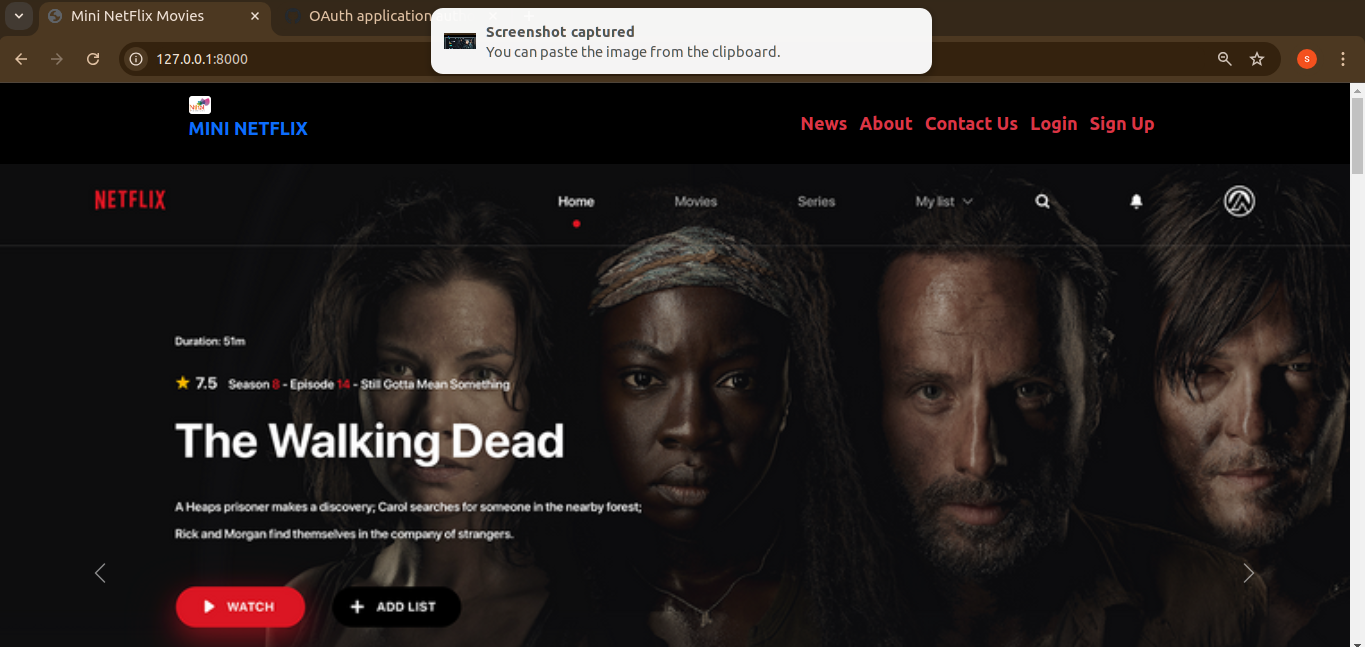 Mini NetFlix Movies
OAuth application
Screenshot captured
You can paste the image from the clipboard.
127.0.0.1:8000
S
MINI NETFLIX
News About Contact Us Login Sign Up
NETFLIX
Home Movies Series My list
Duration: 51m
7.5 Season 8 - Episode 14 - Still Gotta Mean Something
The Walking Dead
A Heaps prisoner makes a discovery; Carol searches for someone in the nearby forest;
Rick and Morgan find themselves in the company of strangers.
WATCH
ADD LIST